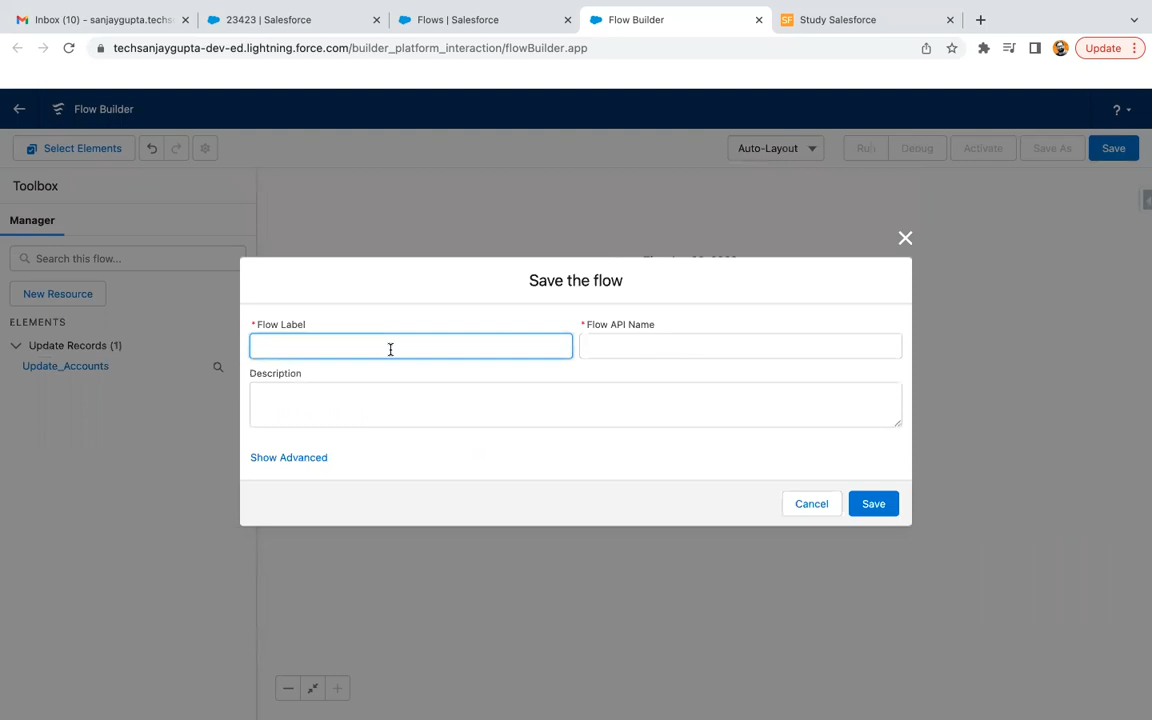 Inbox (10) - sanjaygupta.techs
23423 | Salesforce
Flows | Salesforce
Flow Builder
SF Study Salesforce
techsanjaygupta-dev-ed.lightning.force.com/builder_platform_interaction/flowBuilder.app
Update
Flow Builder
?
Select Elements
Auto-Layout
Run
Debug
Activate
Save As
Save
Toolbox
Manager
Search this flow...
New Resource
ELEMENTS
Update Records (1)
Update_Accounts
Save the flow
*Flow Label
*Flow API Name
Description
Show Advanced
Cancel
Save